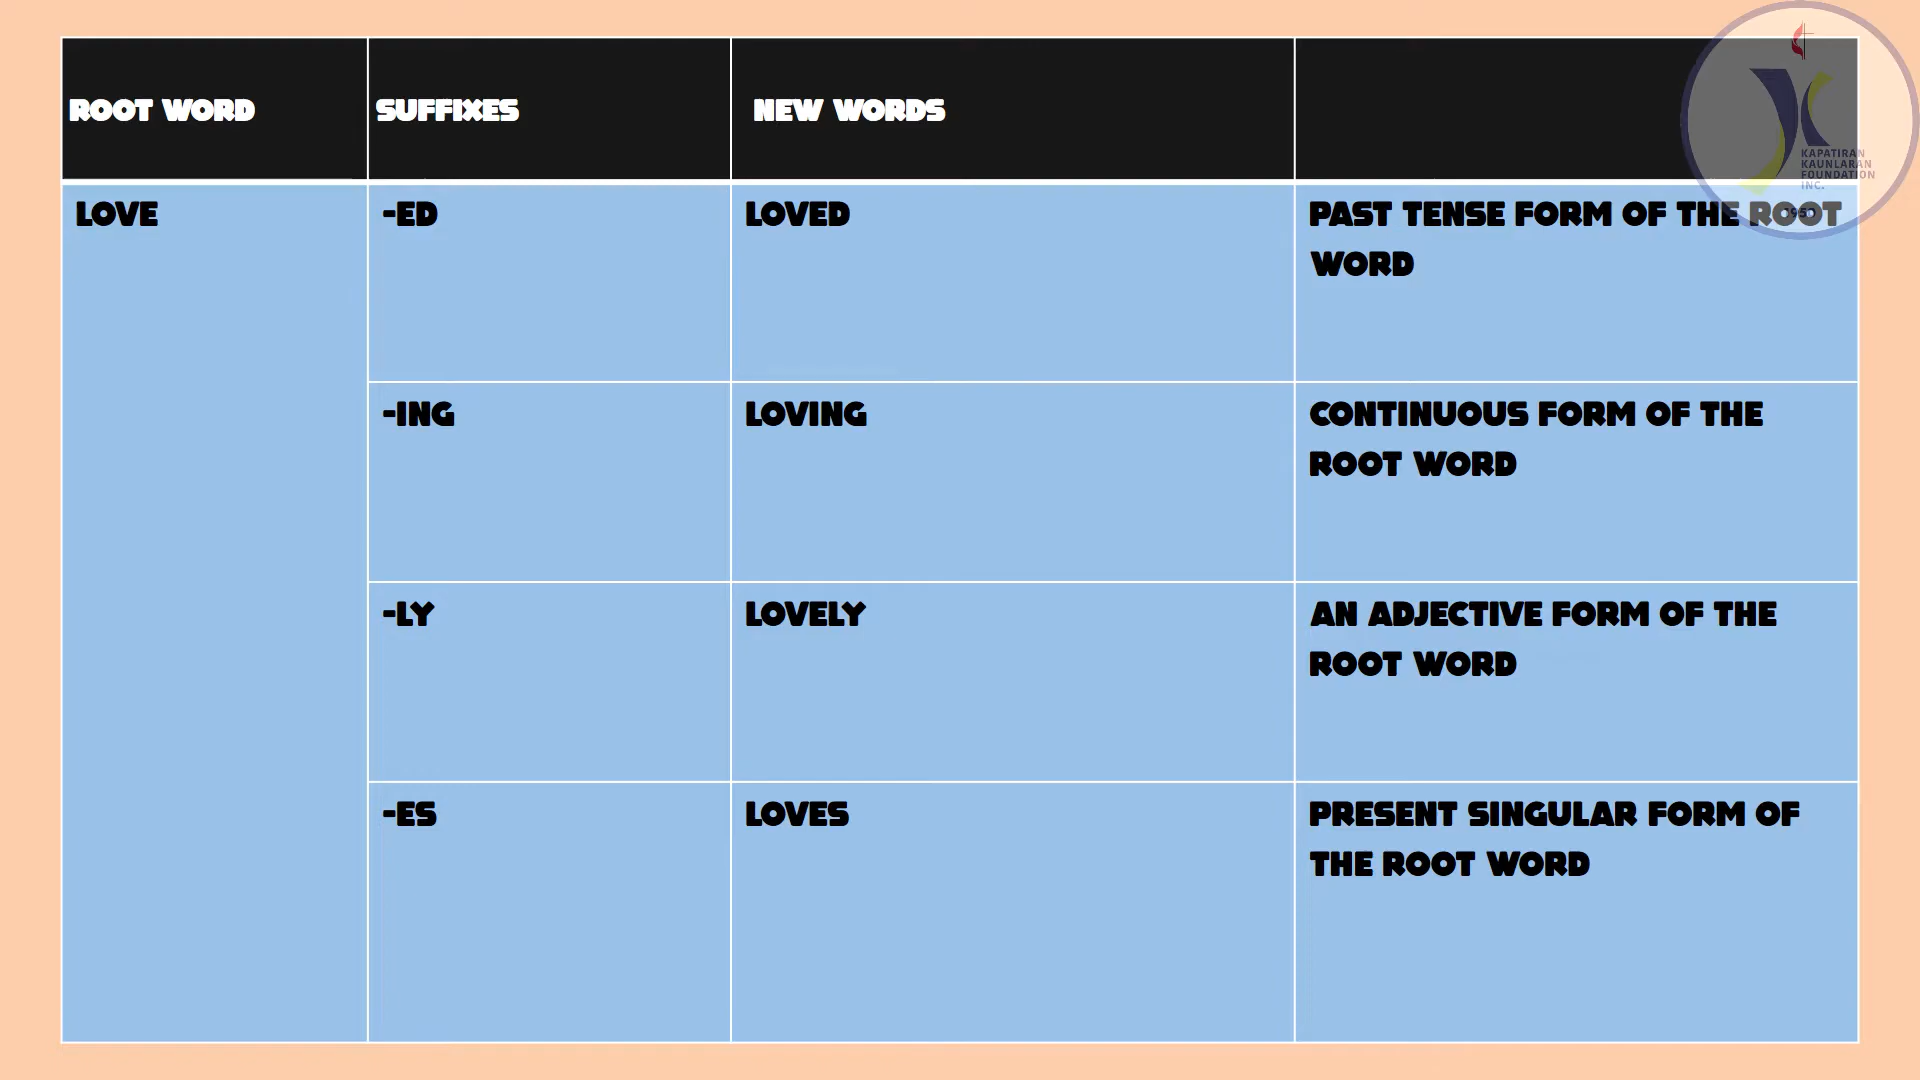 ROOT WORD
SUFFIXES
NEW WORDS
KAPATIRAN
KAUNLARAN
FOUNDATION
INC.
1950
LOVE
-ED
LOVED
PAST TENSE FORM OF THE ROOT
WORD
-ING
LOVING
CONTINUOUS FORM OF THE
ROOT WORD
-LY
LOVELY
AN ADJECTIVE FORM OF THE
ROOT WORD
-ES
LOVES
PRESENT SINGULAR FORM OF
THE ROOT WORD